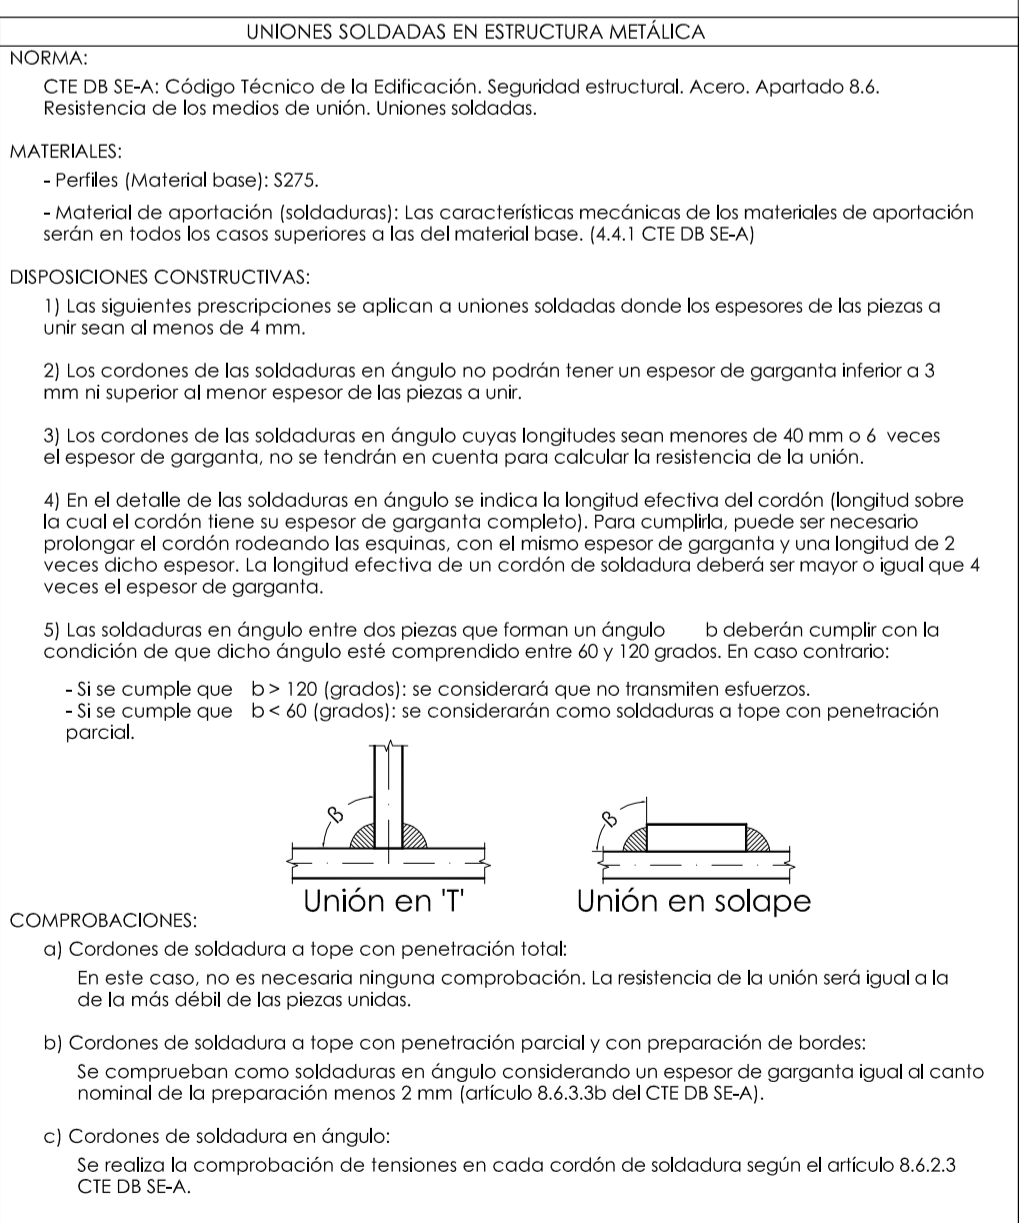 UNIONES SOLDADAS EN ESTRUCTURA METÁLICA
NORMA:
CTE DB SE-A: Código Técnico de la Edificación. Seguridad estructural. Acero. Apartado 8.6.
Resistencia de los medios de unión. Uniones soldadas.
MATERIALES:
- Perfiles (Material base): S275.
- Material de aportación (soldaduras): Las características mecánicas de los materiales de aportación
serán en todos los casos superiores a las del material base. (4.4.1 CTE DB SE-A)
DISPOSICIONES CONSTRUCTIVAS:
1) Las siguientes prescripciones se aplican a uniones soldadas donde los espesores de las piezas a
unir sean al menos de 4 mm.
2) Los cordones de las soldaduras en ángulo no podrán tener un espesor de garganta inferior a 3
mm ni superior al menor espesor de las piezas a unir.
3) Los cordones de las soldaduras en ángulo cuyas longitudes sean menores de 40 mm o 6 veces
el espesor de garganta, no se tendrán en cuenta para calcular la resistencia de la unión.
4) En el detalle de las soldaduras en ángulo se indica la longitud efectiva del cordón (longitud sobre
la cual el cordón tiene su espesor de garganta completo). Para cumplirla, puede ser necesario
prolongar el cordón rodeando las esquinas, con el mismo espesor de garganta y una longitud de 2
veces dicho espesor. La longitud efectiva de un cordón de soldadura deberá ser mayor o igual que 4
veces el espesor de garganta.
5) Las soldaduras en ángulo entre dos piezas que forman un ángulo b deberán cumplir con la
condición de que dicho ángulo esté comprendido entre 60 y 120 grados. En caso contrario:
- Si se cumple que b > 120 (grados): se considerará que no transmiten esfuerzos.
- Si se cumple que b < 60 (grados): se considerarán como soldaduras a tope con penetración
parcial.
β β
Unión en 'T' Unión en solape
COMPROBACIONES:
a) Cordones de soldadura a tope con penetración total:
En este caso, no es necesaria ninguna comprobación. La resistencia de la unión será igual a la
de la más débil de las piezas unidas.
b) Cordones de soldadura a tope con penetración parcial y con preparación de bordes:
Se comprueban como soldaduras en ángulo considerando un espesor de garganta igual al canto
nominal de la preparación menos 2 mm (artículo 8.6.3.3b del CTE DB SE-A).
c) Cordones de soldadura en ángulo:
Se realiza la comprobación de tensiones en cada cordón de soldadura según el artículo 8.6.2.3
CTE DB SE-A.